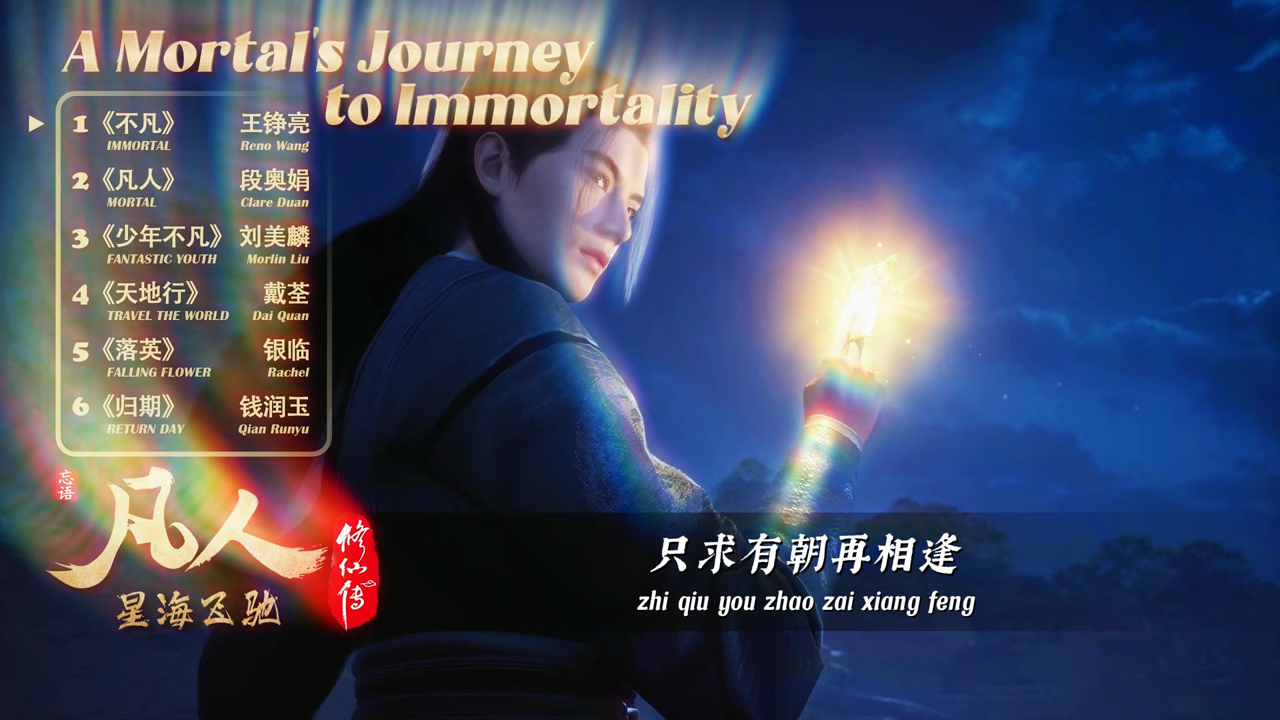 A Mortal's Journey
to Immortality
1 《不凡》 王铮亮
IMMORTAL Reno Wang
2 《凡人》 段奥娟
MORTAL Clare Duan
3 《少年不凡》 刘美麟
FANTASTIC YOUTH Morlin Liu
4 《天地行》 戴荃
TRAVEL THE WORLD Dai Quan
5 《落英》 银临
FALLING FLOWER Rachel
6 《归期》 钱润玉
RETURN DAY Qian Runyu
忘语
凡人
修仙传
星海飞驰
只求有朝再相逢
zhi qiu you zhao zai xiang feng